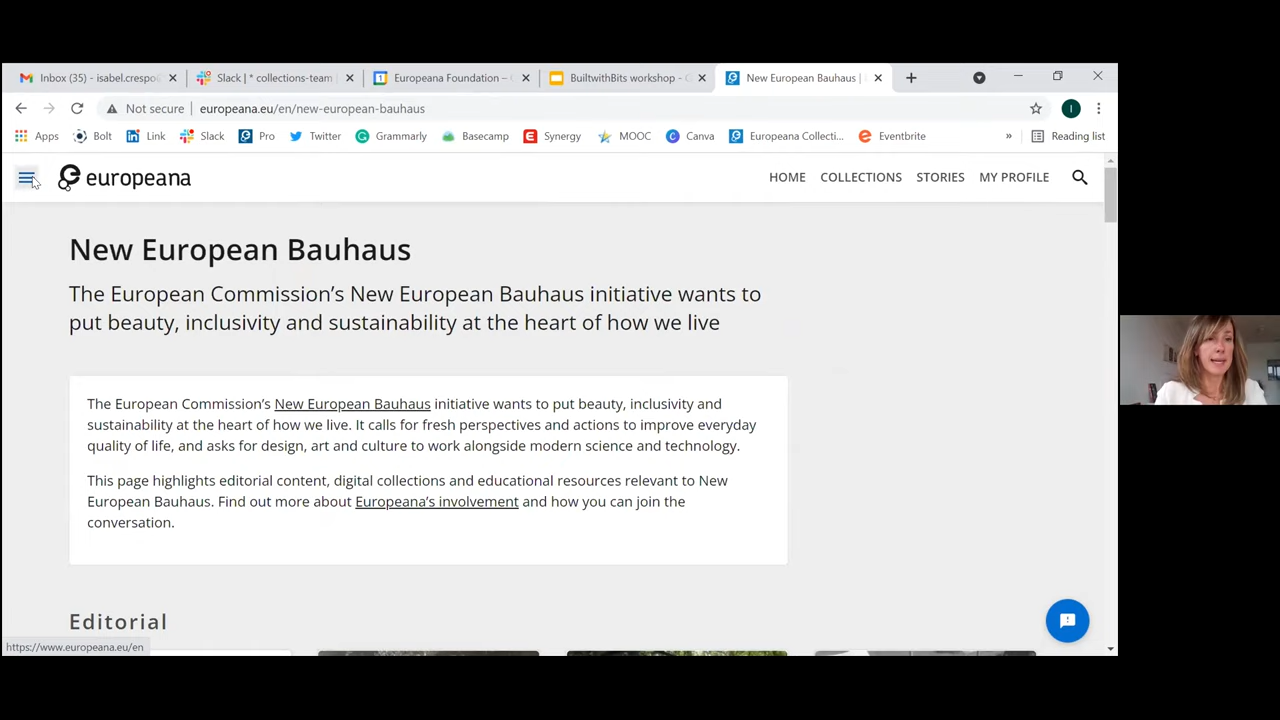 Inbox (35) - isabel.crespo
Slack | * collections-team
Europeana Foundation –
BuiltwithBits workshop -
New European Bauhaus |
Not secure
europeana.eu/en/new-european-bauhaus
Apps
Bolt
Link
Slack
Pro
Twitter
Grammarly
Basecamp
Synergy
MOOC
Canva
Europeana Collecti...
Eventbrite
»
Reading list
europeana
HOME
COLLECTIONS
STORIES
MY PROFILE
New European Bauhaus
The European Commission’s New European Bauhaus initiative wants to
put beauty, inclusivity and sustainability at the heart of how we live
The European Commission’s New European Bauhaus initiative wants to put beauty, inclusivity and
sustainability at the heart of how we live. It calls for fresh perspectives and actions to improve everyday
quality of life, and asks for design, art and culture to work alongside modern science and technology.
This page highlights editorial content, digital collections and educational resources relevant to New
European Bauhaus. Find out more about Europeana’s involvement and how you can join the
conversation.
Editorial
https://www.europeana.eu/en